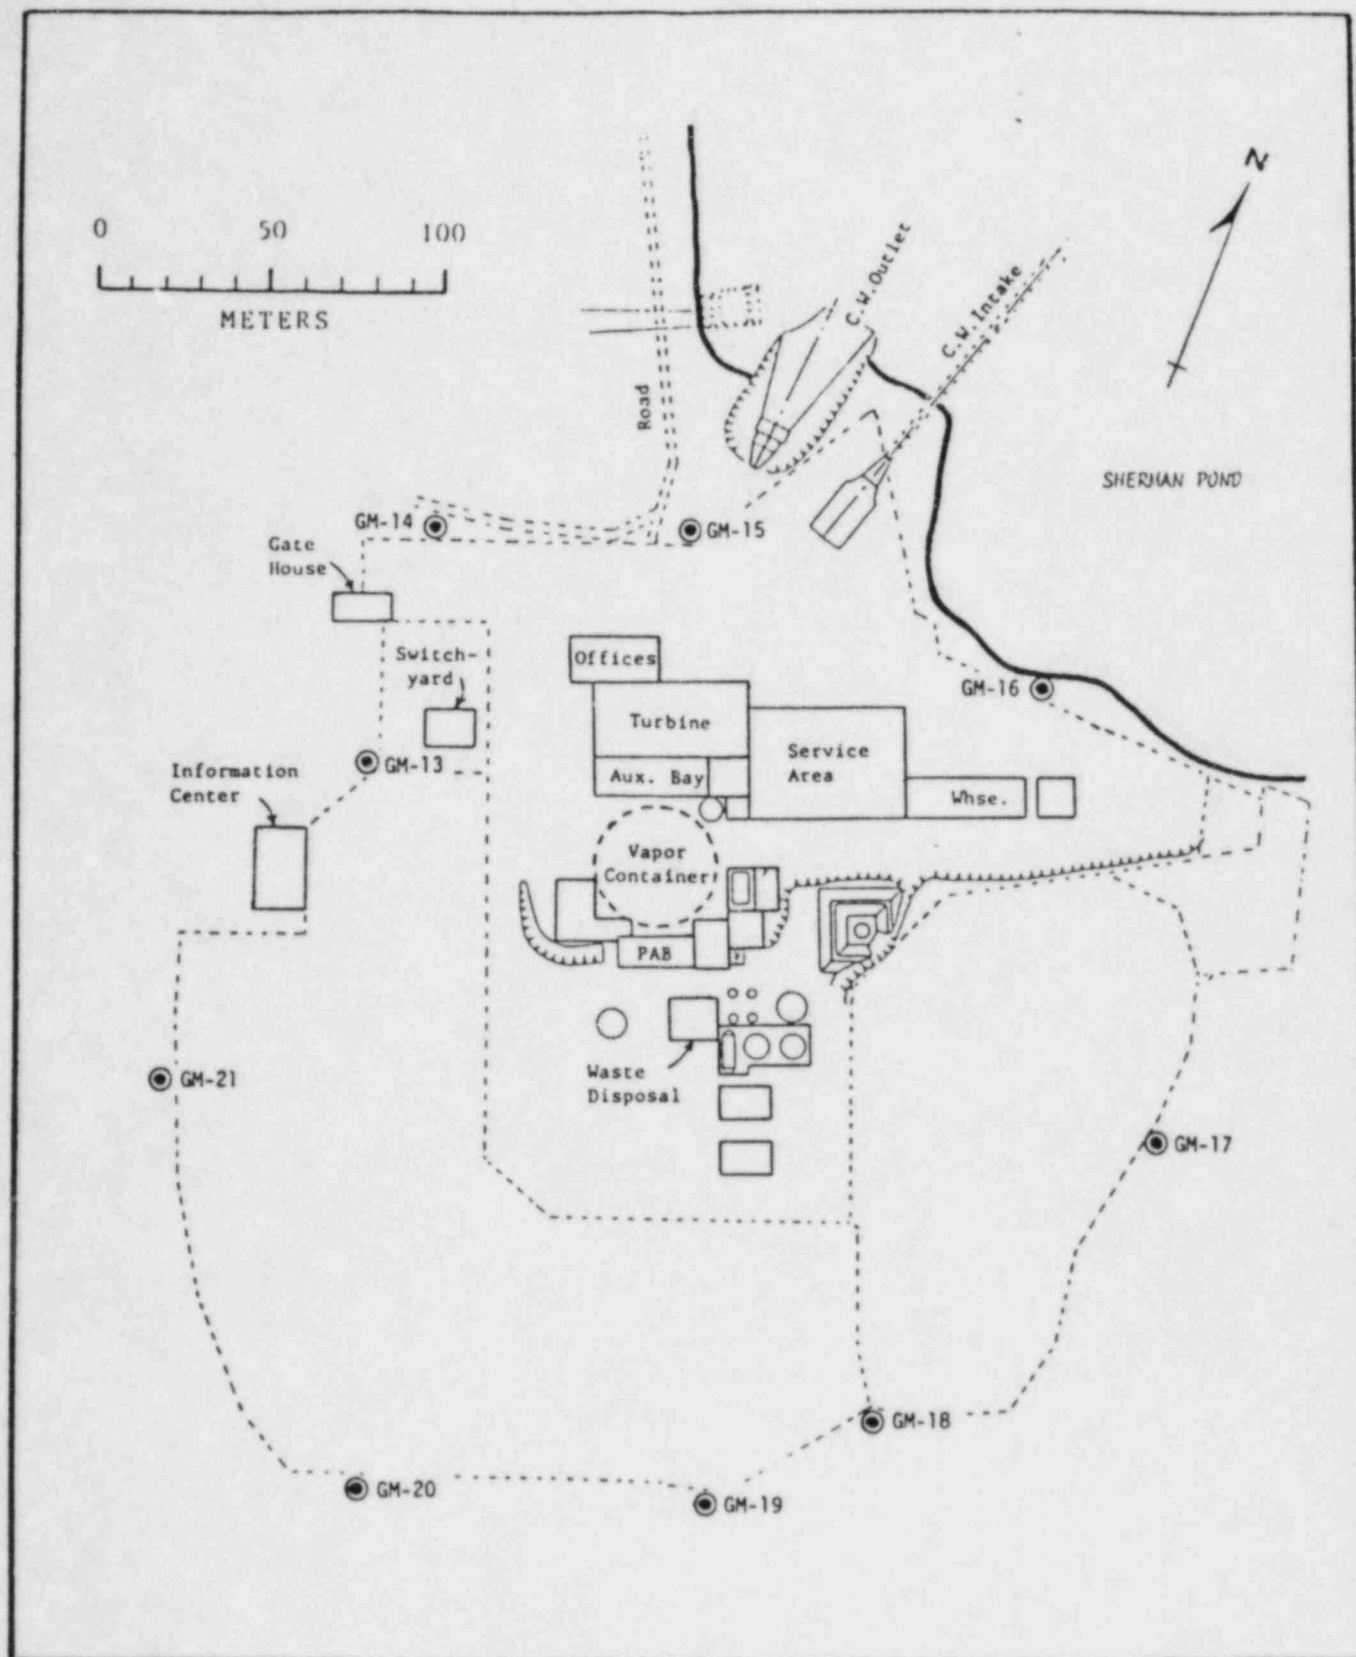 N
0 50 100
METERS
C.W.Outlet
C.W.Intake
Road
SHERMAN POND
GM-14
GM-15
Gate
House
Switch-
yard
Offices
GM-16
Turbine
Service
Area
GM-13
Aux. Bay
Information
Center
Whse.
Vapor
Container
PAB
Waste
Disposal
GM-21
GM-17
GM-18
GM-20
GM-19